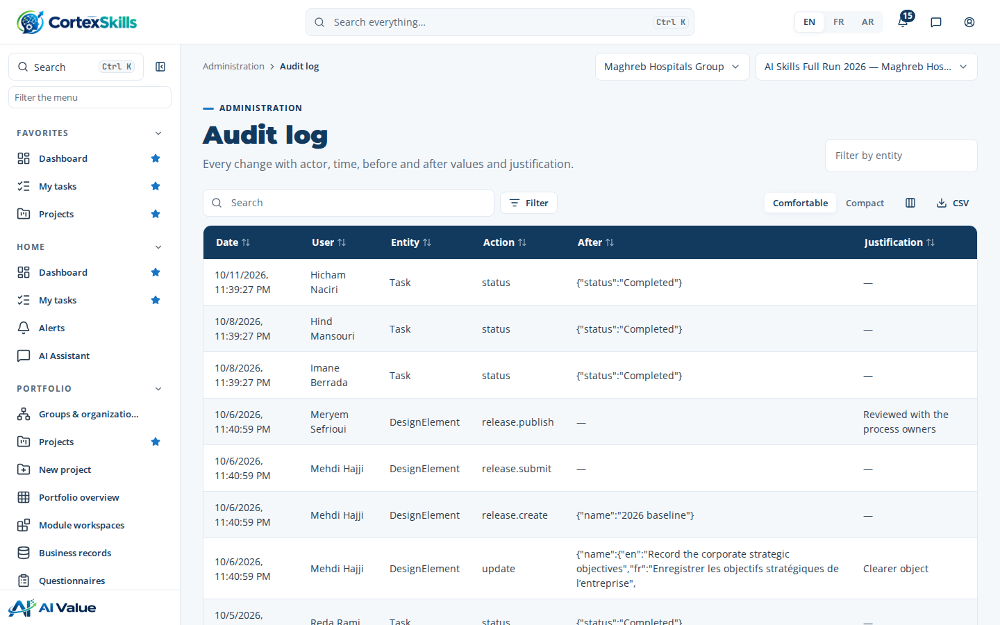 CortexSkills
Search everything...
Ctrl K
EN
FR
AR
15
Search
Ctrl K
Filter the menu
FAVORITES
Dashboard
My tasks
Projects
HOME
Dashboard
My tasks
Alerts
AI Assistant
PORTFOLIO
Groups & organizatio...
Projects
New project
Portfolio overview
Module workspaces
Business records
Questionnaires
AI Value
Administration
Audit log
Maghreb Hospitals Group
AI Skills Full Run 2026 — Maghreb Hos...
ADMINISTRATION
Audit log
Every change with actor, time, before and after values and justification.
Filter by entity
Search
Filter
Comfortable
Compact
CSV
Date User Entity Action After Justification
10/11/2026,
11:39:27 PM
Hicham
Naciri
Task
status
{"status":"Completed"}
—
10/8/2026,
11:39:27 PM
Hind
Mansouri
Task
status
{"status":"Completed"}
—
10/8/2026,
11:39:27 PM
Imane
Berrada
Task
status
{"status":"Completed"}
—
10/6/2026,
11:40:59 PM
Meryem
Sefrioui
DesignElement
release.publish
—
Reviewed with the
process owners
10/6/2026,
11:40:59 PM
Mehdi Hajji
DesignElement
release.submit
—
—
10/6/2026,
11:40:59 PM
Mehdi Hajji
DesignElement
release.create
{"name":"2026 baseline"}
—
10/6/2026,
11:40:59 PM
Mehdi Hajji
DesignElement
update
{"name":{"en":"Record the corporate strategic
objectives","fr":"Enregistrer les objectifs stratégiques de
l'entreprise",
Clearer object
10/5/2026,
Reda Rami
Task
status
{"status":"Completed"}
—